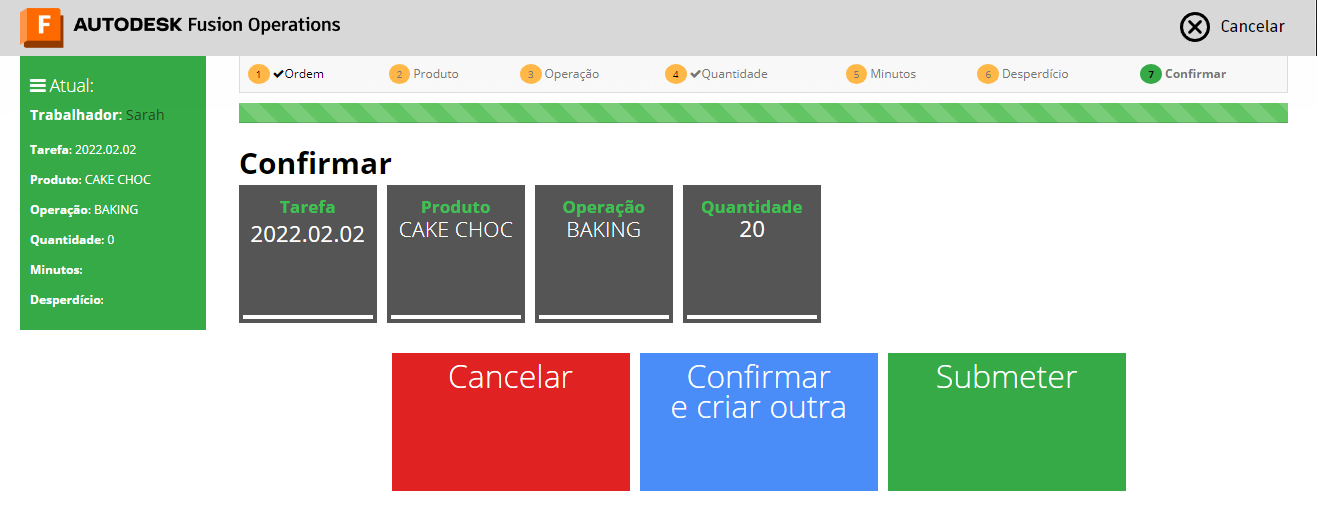 F AUTODESK Fusion Operations
Cancelar
Atual:
Trabalhador: Sarah
Tarefa: 2022.02.02
Produto: CAKE CHOC
Operação: BAKING
Quantidade: 0
Minutos:
Desperdício:
1 Ordem 2 Produto 3 Operação 4 Quantidade 5 Minutos 6 Desperdício 7 Confirmar
Confirmar
Tarefa
2022.02.02
Produto
CAKE CHOC
Operação
BAKING
Quantidade
20
Cancelar
Confirmar
e criar outra
Submeter